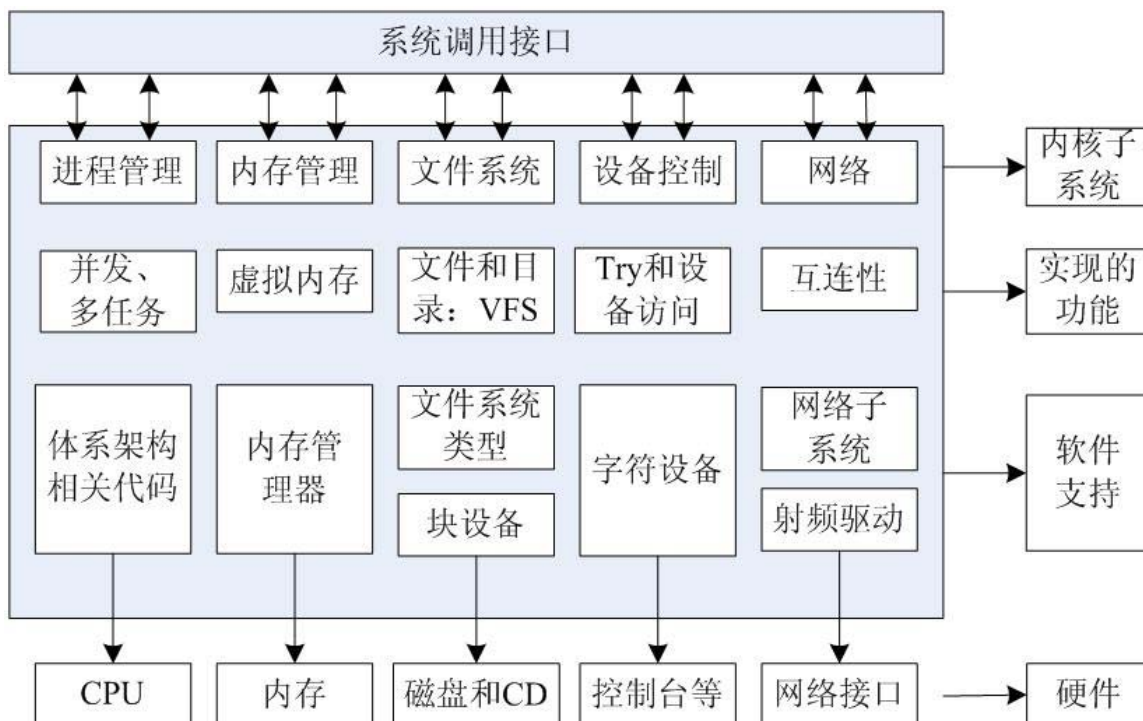 系统调用接口
进程管理
内存管理
文件系统
设备控制
网络
内核子
系统
并发、
多任务
虚拟内存
文件和目
录：VFS
Try和设
备访问
互连性
实现的
功能
体系架构
相关代码
内存管
理器
文件系统
类型
块设备
字符设备
网络子
系统
射频驱动
软件
支持
CPU
内存
磁盘和CD
控制台等
网络接口
硬件